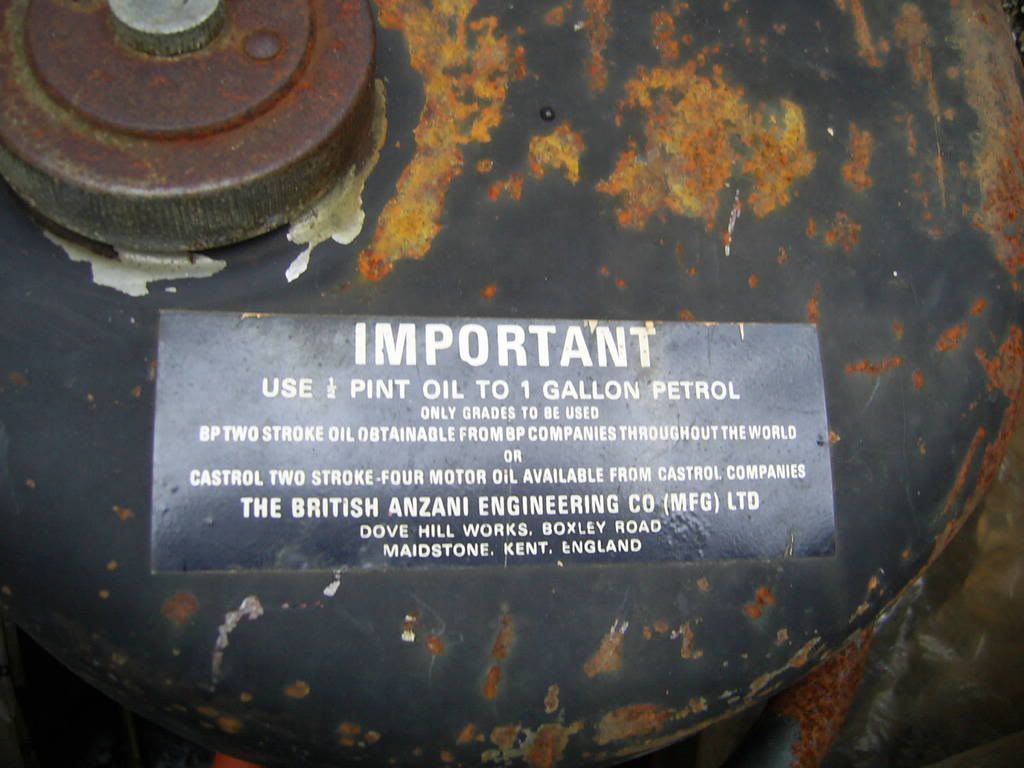 IMPORTANT
USE ½ PINT OIL TO 1 GALLON PETROL
ONLY GRADES TO BE USED
BP TWO STROKE OIL OBTAINABLE FROM BP COMPANIES THROUGHOUT THE WORLD
OR
CASTROL TWO STROKE-FOUR MOTOR OIL AVAILABLE FROM CASTROL COMPANIES
THE BRITISH ANZANI ENGINEERING CO (MFG) LTD
DOVE HILL WORKS, BOXLEY ROAD
MAIDSTONE, KENT, ENGLAND